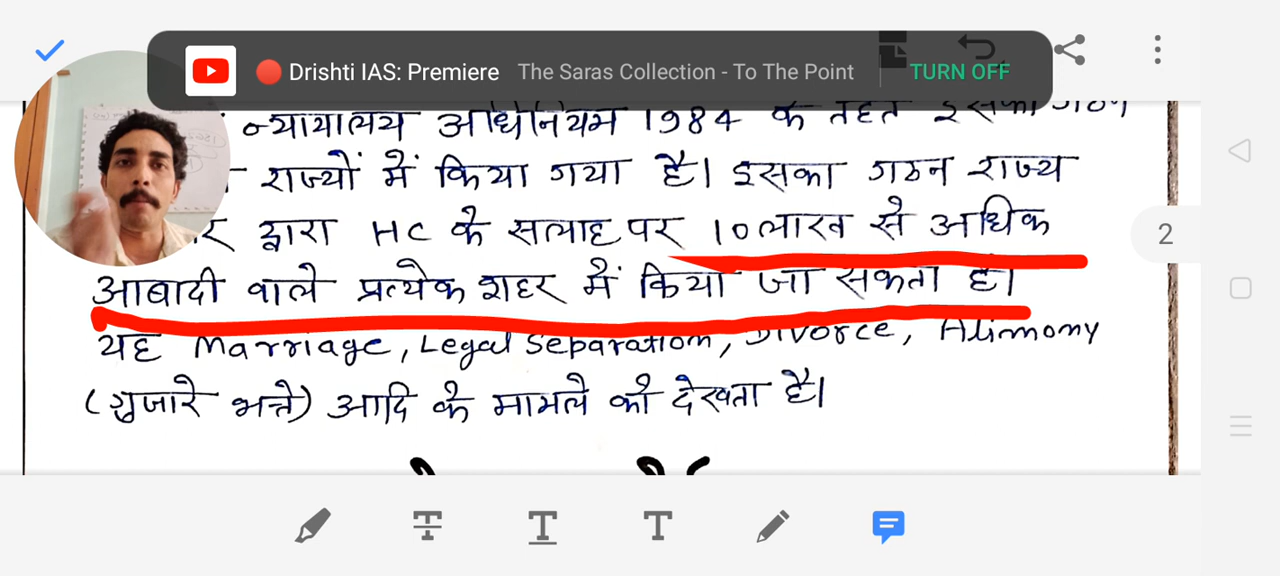 Drishti IAS: Premiere The Saras Collection - To The Point TURN OFF
न्यायालय अधिनियम 1984 के तहत इसका गठन
राज्यों में किया गया है। इसका गठन राज्य
द्वारा HC के सलाह पर 10 लाख से अधिक
2
आबादी वाले प्रत्येक शहर में किया जा सकता है।
यह Marriage, Legal Separation, Divorce, Alimony
(गुजारे भत्ते) आदि के मामले को देखता है।
T T T